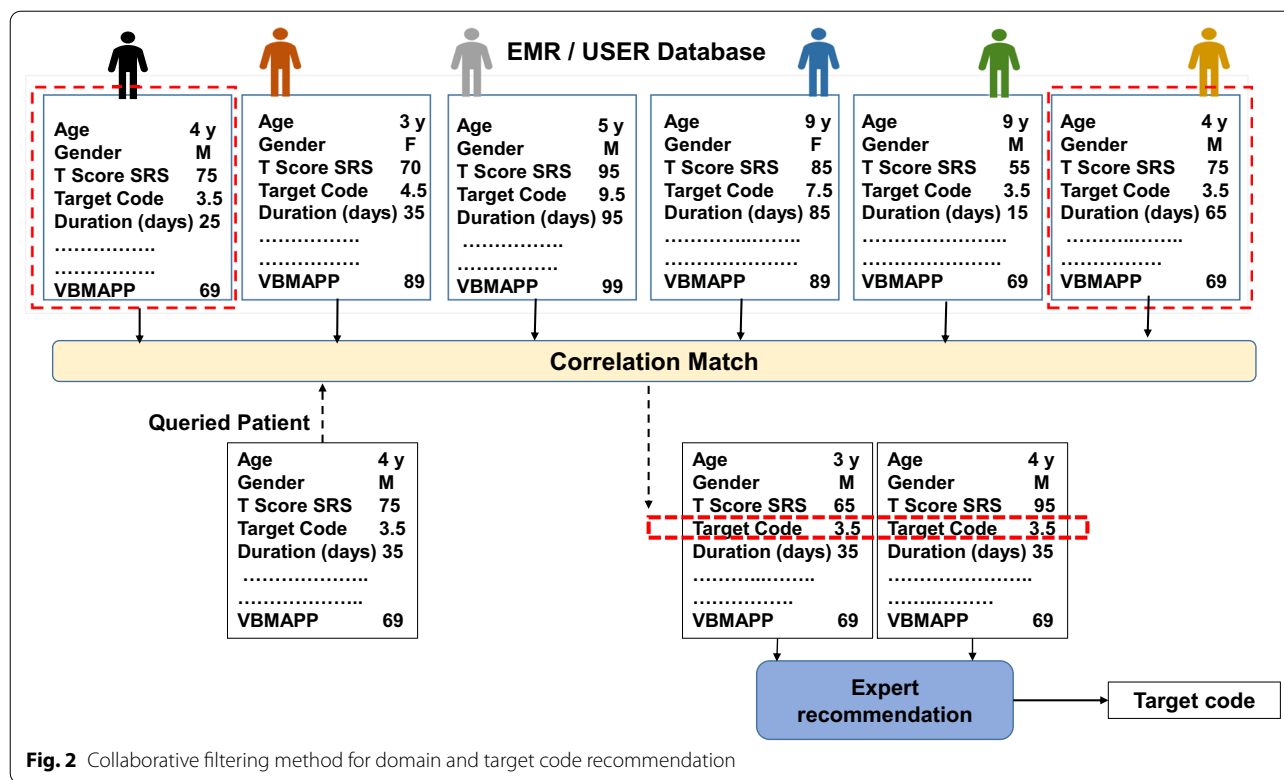 EMR / USER Database
Age 4 y
Gender M
T Score SRS 75
Target Code 3.5
Duration (days) 25
……………..
……………..
VBMAPP 69
Age 3 y
Gender F
T Score SRS 70
Target Code 4.5
Duration (days) 35
……………..
……………..
VBMAPP 89
Age 5 y
Gender M
T Score SRS 95
Target Code 9.5
Duration (days) 95
……………..
……………..
VBMAPP 99
Age 9 y
Gender F
T Score SRS 85
Target Code 7.5
Duration (days) 85
…………...……..
………………….
VBMAPP 89
Age 9 y
Gender M
T Score SRS 55
Target Code 3.5
Duration (days) 15
…………………….
……………………
VBMAPP 69
Age 4 y
Gender M
T Score SRS 75
Target Code 3.5
Duration (days) 65
………..……..
……………..
VBMAPP 69
Correlation Match
Queried Patient
Age 4 y
Gender M
T Score SRS 75
Target Code 3.5
Duration (days) 35
…………………..
…………………..
VBMAPP 69
Age 3 y
Gender M
T Score SRS 65
Target Code 3.5
Duration (days) 35
………...……..
……………..
VBMAPP 69
Age 4 y
Gender M
T Score SRS 95
Target Code 3.5
Duration (days) 35
…………………….
……..………
VBMAPP 69
Expert
recommendation
Target code
Fig. 2 Collaborative filtering method for domain and target code recommendation